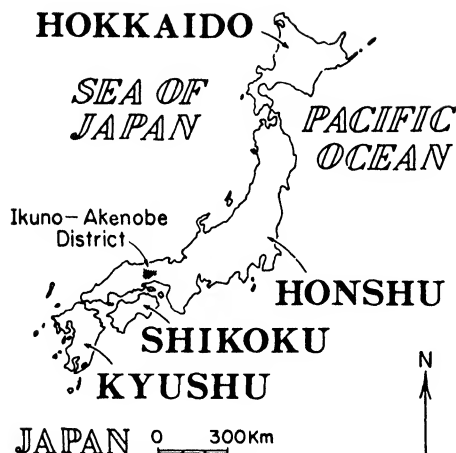 HOKKAIDO
SEA OF
JAPAN
PACIFIC
OCEAN
Ikuno-Akenobe
District
HONSHU
SHIKOKU
KYUSHU
N
JAPAN 0 300Km